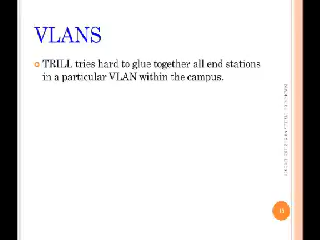 VLANS
TRILL tries hard to glue together all end stations
in a particular VLAN within the campus.